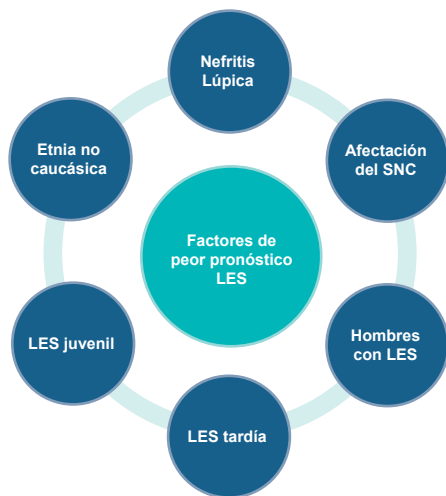 Nefritis
Lúpica
Afectación
del SNC
Hombres
con LES
LES tardía
LES juvenil
Etnia no
caucásica
Factores de
peor pronóstico
LES